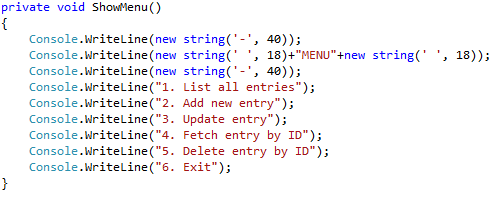 private void ShowMenu()
{
    Console.WriteLine(new string('-', 40));
    Console.WriteLine(new string(' ', 18)+"MENU"+new string(' ', 18));
    Console.WriteLine(new string('-', 40));
    Console.WriteLine("1. List all entries");
    Console.WriteLine("2. Add new entry");
    Console.WriteLine("3. Update entry");
    Console.WriteLine("4. Fetch entry by ID");
    Console.WriteLine("5. Delete entry by ID");
    Console.WriteLine("6. Exit");
}